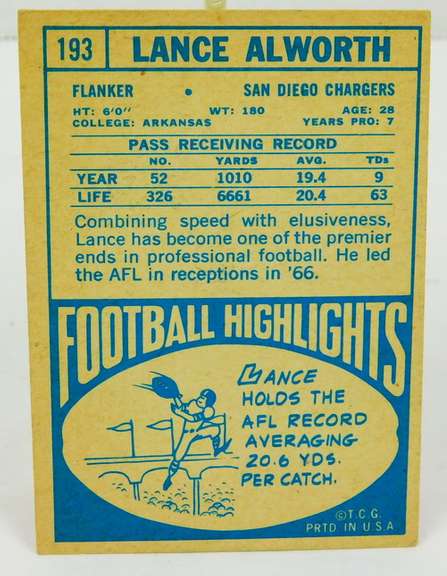 193 LANCE ALWORTH
FLANKER • SAN DIEGO CHARGERS
HT: 6'0" WT: 180 AGE: 28
COLLEGE: ARKANSAS YEARS PRO: 7
PASS RECEIVING RECORD
NO. YARDS AVG. TDs
YEAR 52 1010 19.4 9
LIFE 326 6661 20.4 63
Combining speed with elusiveness,
Lance has become one of the premier
ends in professional football. He led
the AFL in receptions in '66.
FOOTBALL HIGHLIGHTS
LANCE
HOLDS THE
AFL RECORD
AVERAGING
20.6 YDS.
PER CATCH.
©T.C.G.
PRTD IN U.S.A.